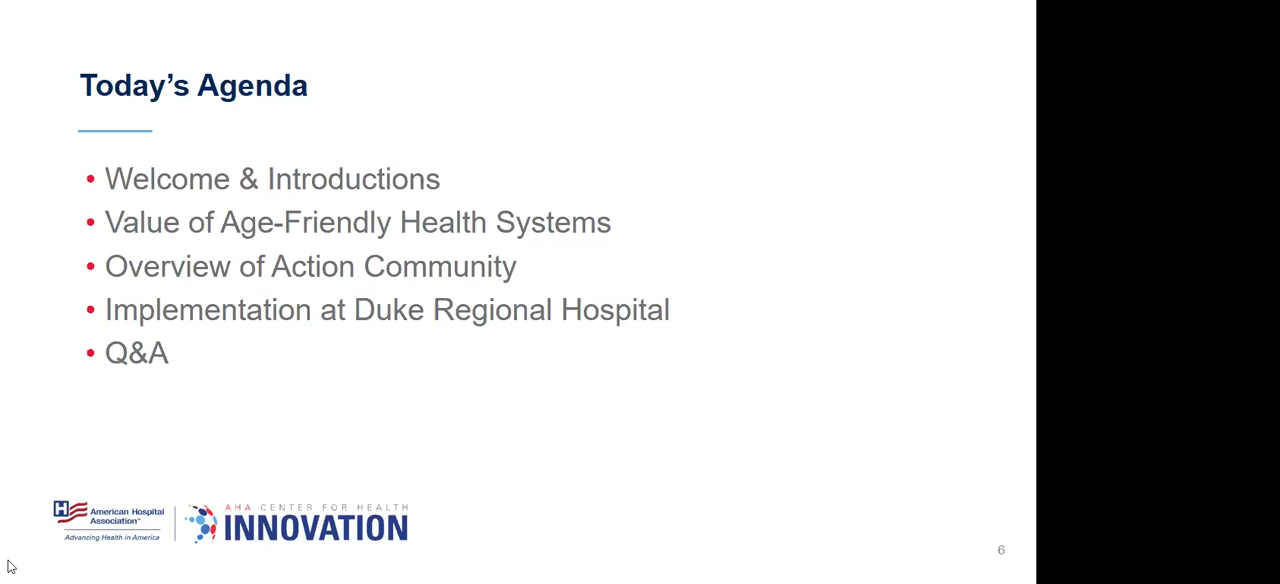 Today’s Agenda
• Welcome & Introductions
• Value of Age-Friendly Health Systems
• Overview of Action Community
• Implementation at Duke Regional Hospital
• Q&A
H
American Hospital
Association™
Advancing Health in America
AHA CENTER FOR HEALTH
INNOVATION
6